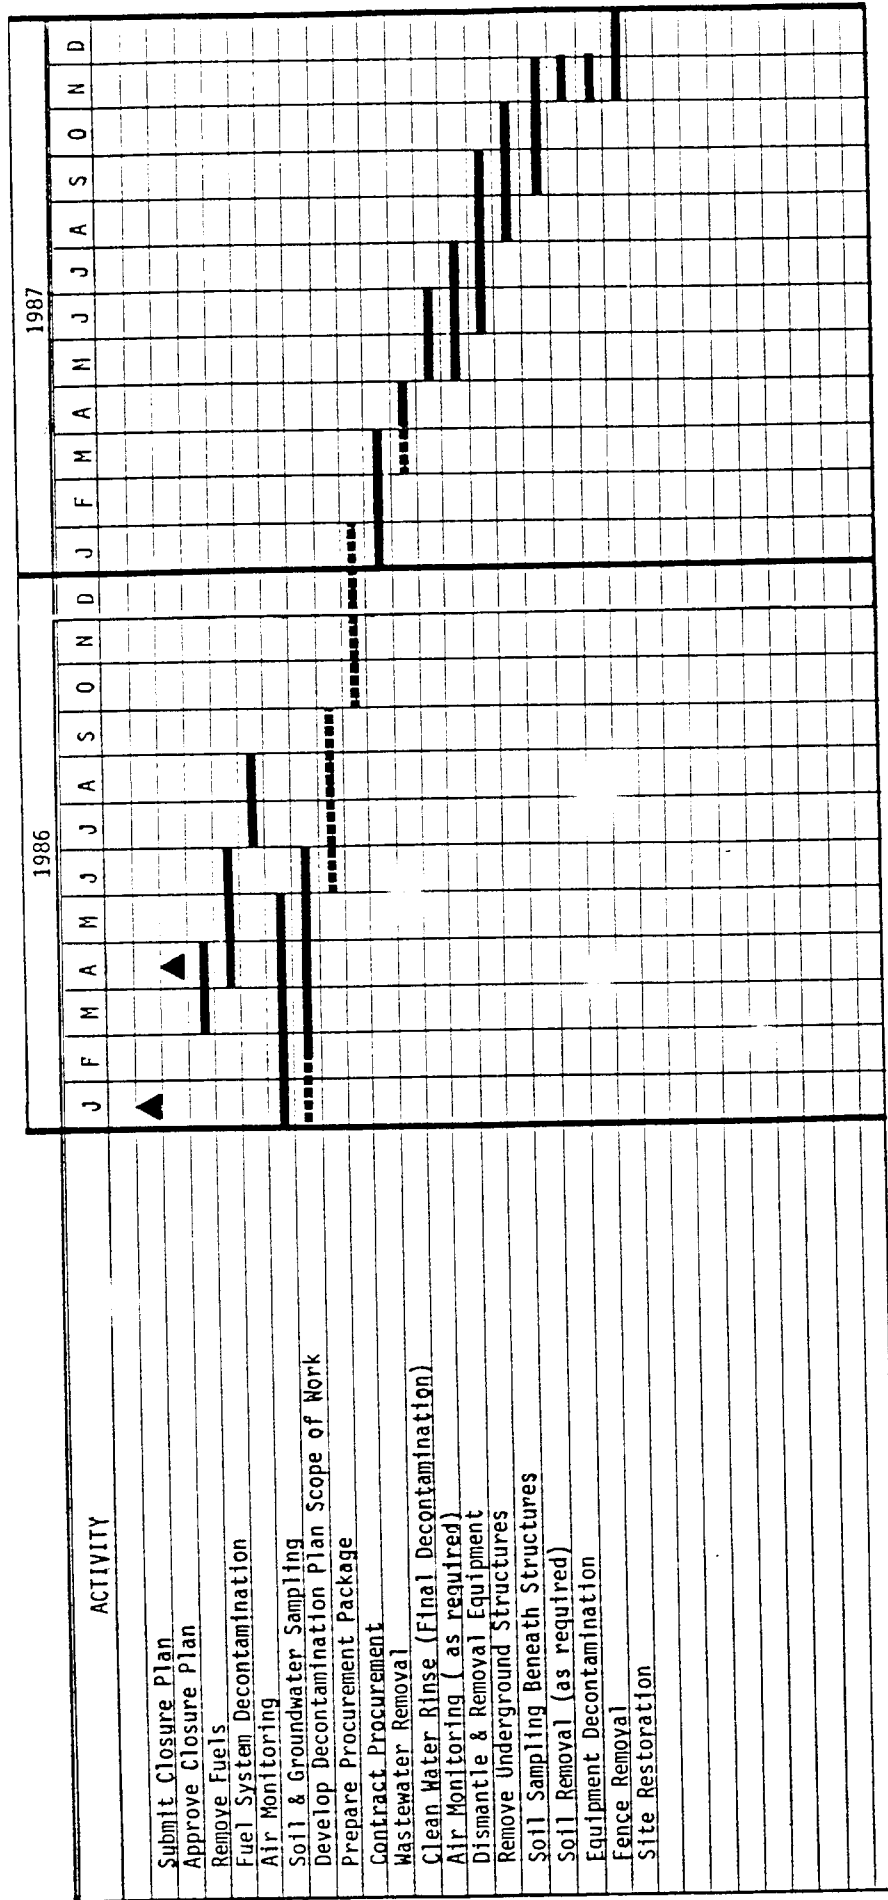 1986 1987
ACTIVITY J F M A M J J A S O N D J F M A M J J A S O N D
Submit Closure Plan
Approve Closure Plan
Remove Fuels
Fuel System Decontamination
Air Monitoring
Soil & Groundwater Sampling
Develop Decontamination Plan Scope of Work
Prepare Procurement Package
Contract Procurement
Wastewater Removal
Clean Water Rinse (Final Decontamination)
Air Monitoring ( as required)
Dismantle & Removal Equipment
Remove Underground Structures
Soil Sampling Beneath Structures
Soil Removal (as required)
Equipment Decontamination
Fence Removal
Site Restoration